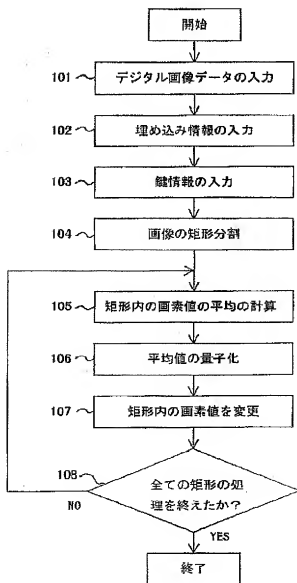 開始
101 デジタル画像データの入力
102 埋め込み情報の入力
103 鍵情報の入力
104 画像の矩形分割
105 矩形内の画素値の平均の計算
106 平均値の量子化
107 矩形内の画素値を変更
108 全ての矩形の処
理を終えたか？
NO
YES
終了